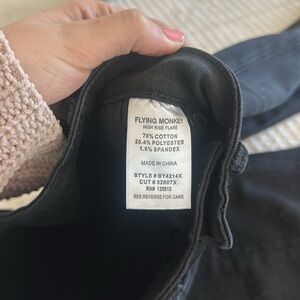 FLYING MONKEY
HIGH RISE FLARE
78% COTTON
20.4% POLYESTER
1.6% SPANDEX
MADE IN CHINA
STYLE # BY4214X
CUT # 52607X
RN# 125813
SEE REVERSE FOR CARE